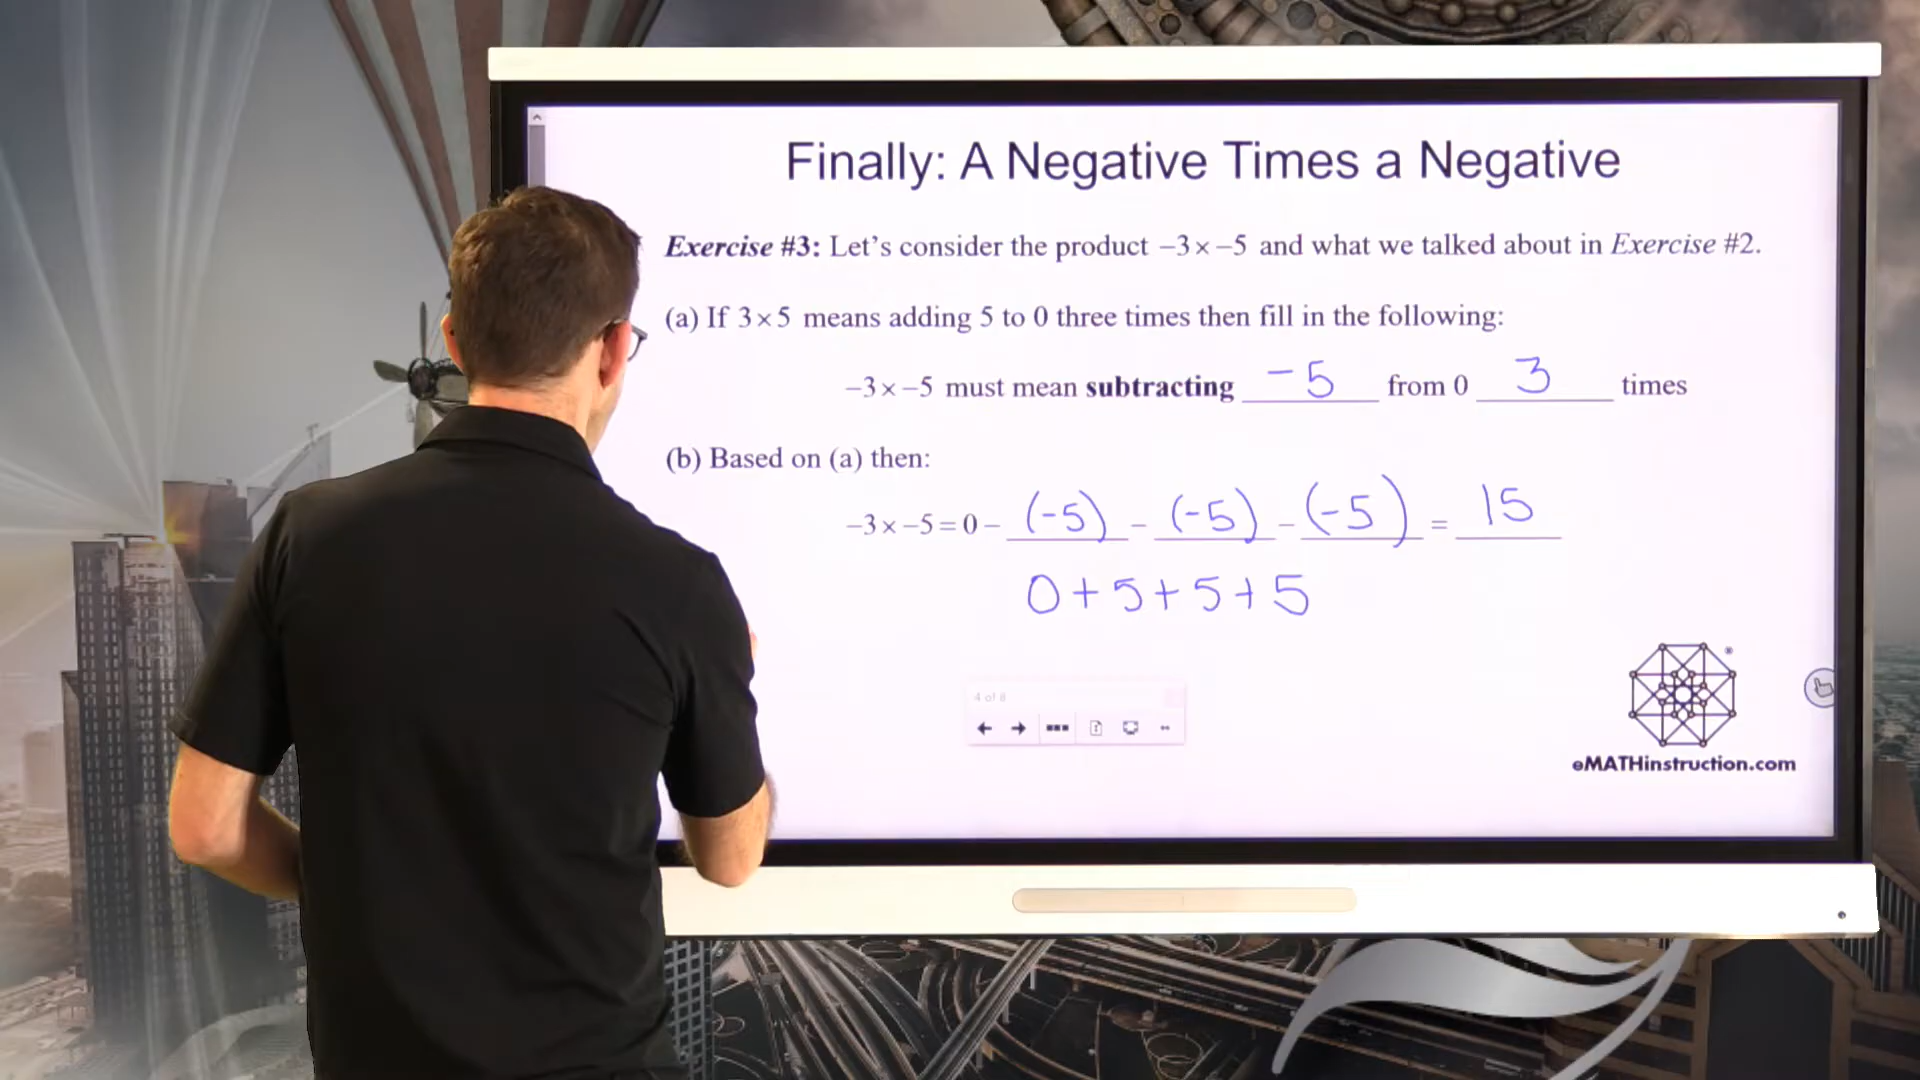 Finally: A Negative Times a Negative
Exercise #3: Let's consider the product −3×−5 and what we talked about in Exercise #2.
(a) If 3×5 means adding 5 to 0 three times then fill in the following:
−3×−5 must mean subtracting -5 from 0 3 times
(b) Based on (a) then:
−3×−5=0− (-5) − (-5) − (-5) = 15
0+5+5+5
4 of 8
®
eMATHinstruction.com